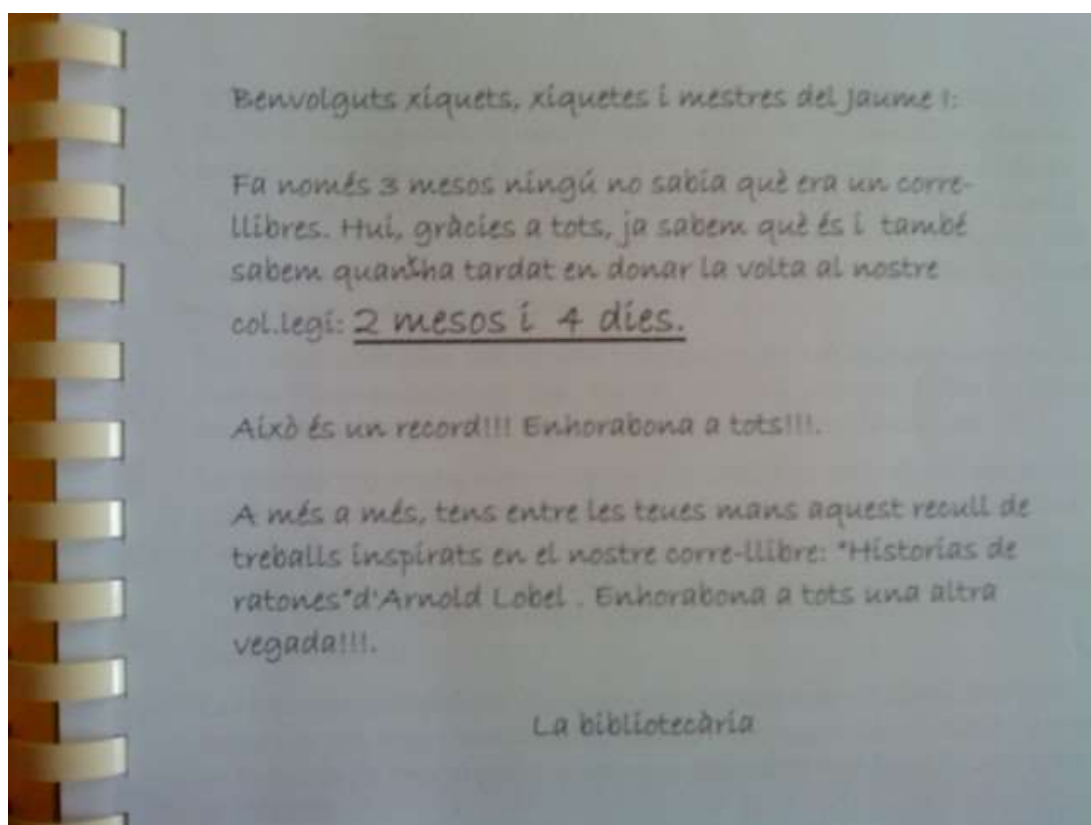 Benvolguts xiquets, xiquetes i mestres del Jaume I:
Fa només 3 mesos ningú no sabia què era un corre-
llibres. Hui, gràcies a tots, ja sabem què és i també
sabem quant ha tardat en donar la volta al nostre
col.legi: 2 mesos i 4 dies.
Això és un record!!! Enhorabona a tots!!!.
A més a més, tens entre les teues mans aquest recull de
treballs inspirats en el nostre corre-llibre: "Historias de
ratones"d'Arnold Lobel . Enhorabona a tots una altra
vegada!!!.
La bibliotecària